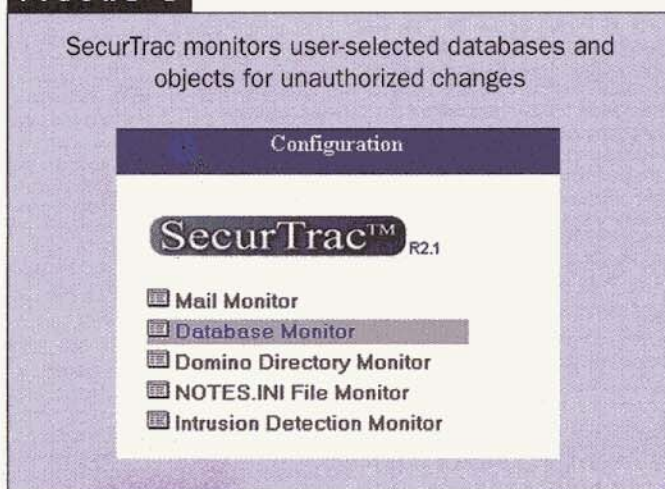 SecurTrac monitors user-selected databases and
objects for unauthorized changes
Configuration
SecurTrac™ R2.1
Mail Monitor
Database Monitor
Domino Directory Monitor
NOTES.INI File Monitor
Intrusion Detection Monitor